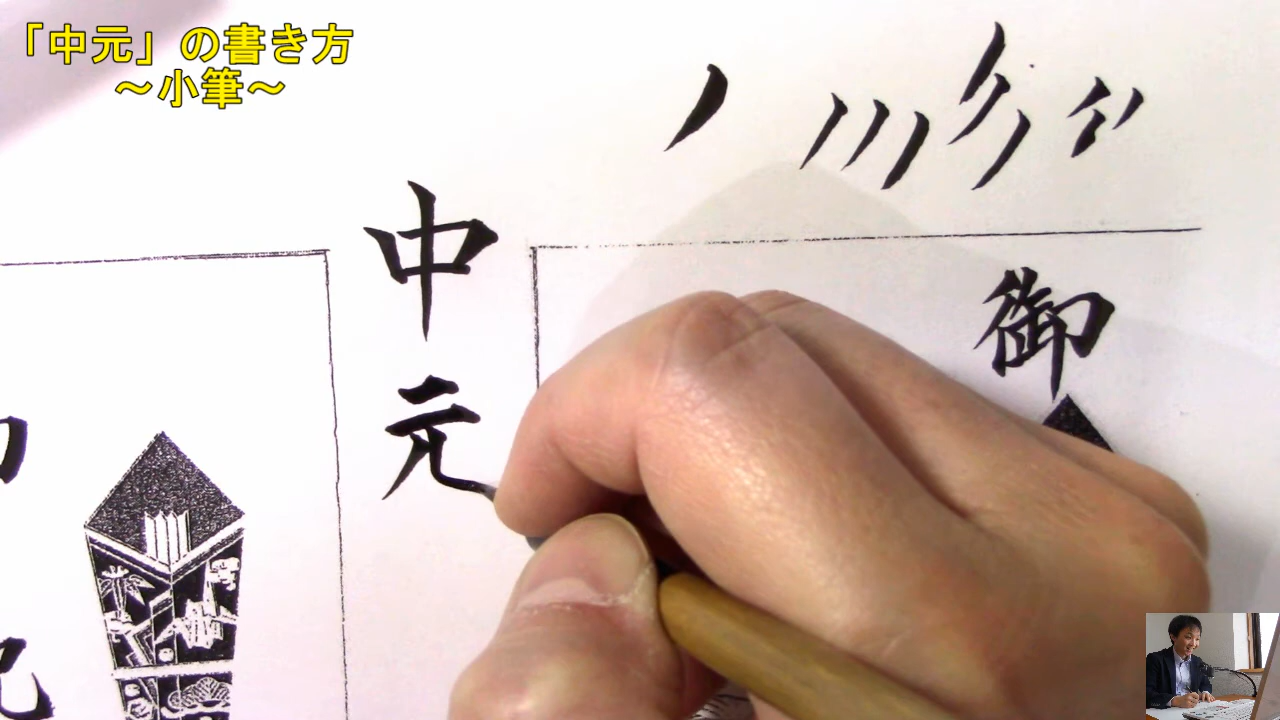 「中元」の書き方
～小筆～
中元
御